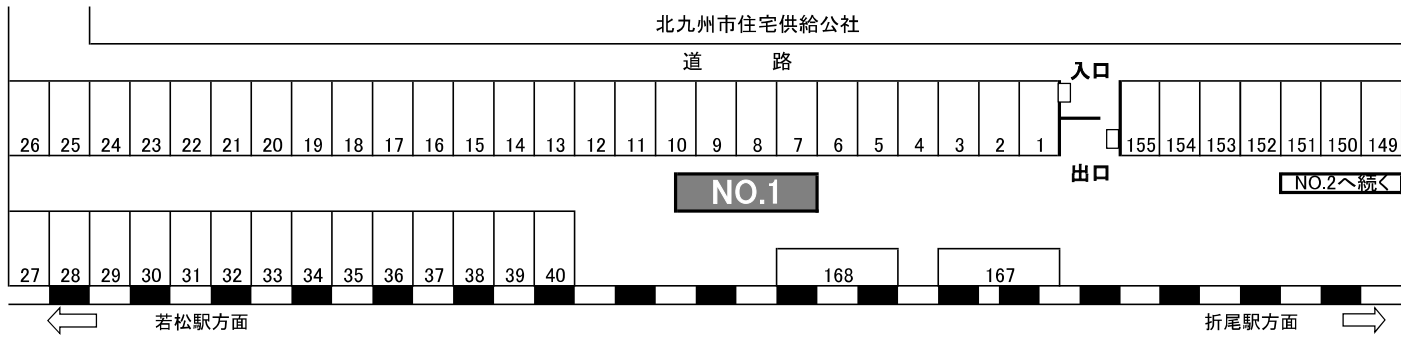 北九州市住宅供給公社
道 路
入口
26 25 24 23 22 21 20 19 18 17 16 15 14 13 12 11 10 9 8 7 6 5 4 3 2 1 155 154 153 152 151 150 149
出口
NO.1
NO.2へ続く
27 28 29 30 31 32 33 34 35 36 37 38 39 40 168 167
若松駅方面 折尾駅方面